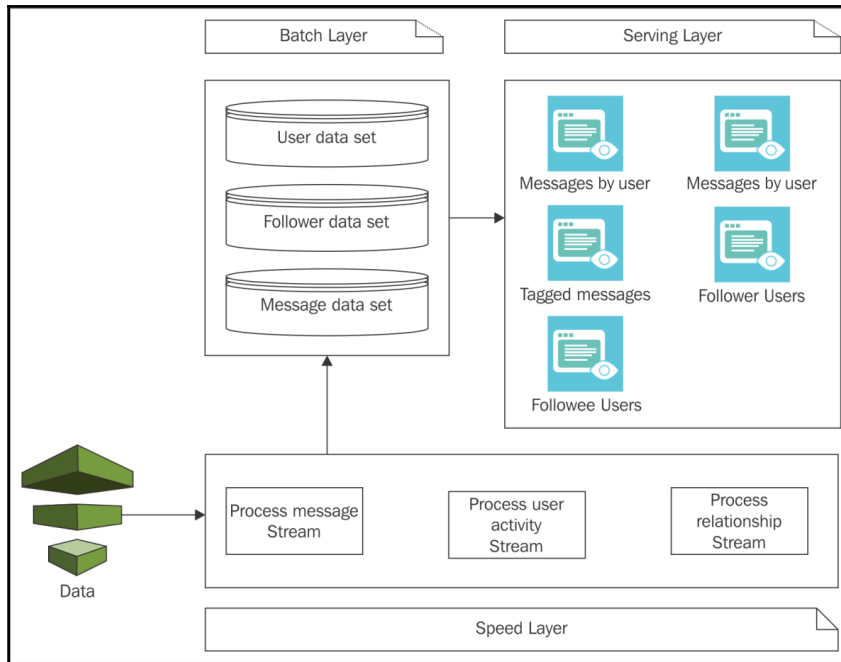 Batch Layer
Serving Layer
User data set
Follower data set
Message data set
Messages by user
Messages by user
Tagged messages
Follower Users
Followee Users
Process message
Stream
Process user
activity
Stream
Process
relationship
Stream
Data
Speed Layer